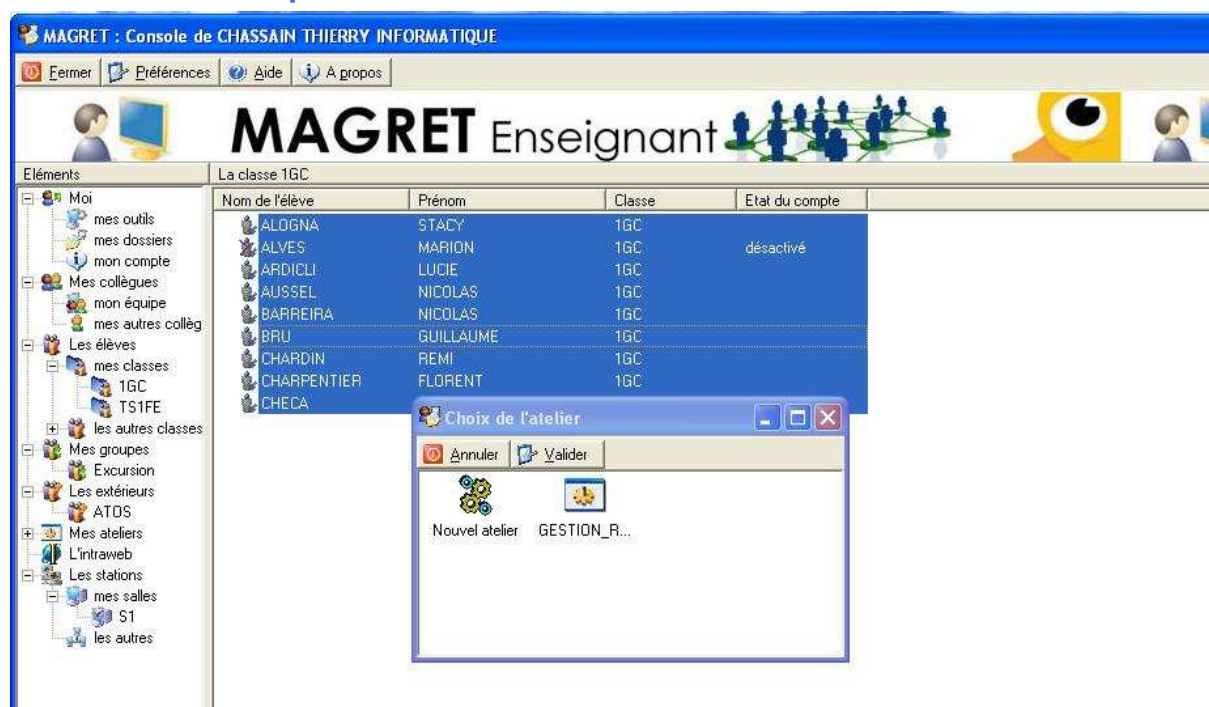 MAGRET : Console de CHASSAIN THIERRY INFORMATIQUE
Fermer Préférences Aide A propos
MAGRET Enseignant
Eléments La classe 1GC
Nom de l'élève Prénom Classe Etat du compte
ALOGNA STACY 1GC
ALVES MARION 1GC désactivé
ARDICLI LUCIE 1GC
AUSSEL NICOLAS 1GC
BARREIRA NICOLAS 1GC
BRU GUILLAUME 1GC
CHARDIN REMI 1GC
CHARPENTIER FLORENT 1GC
CHECA
Moi
mes outils
mes dossiers
mon compte
Mes collègues
mon équipe
mes autres collèg
Les élèves
mes classes
1GC
TS1FE
les autres classes
Mes groupes
Excursion
Les extérieurs
ATOS
Mes ateliers
L'intraweb
Les stations
mes salles
S1
les autres
Choix de l'atelier
Annuler Valider
Nouvel atelier GESTION_R...